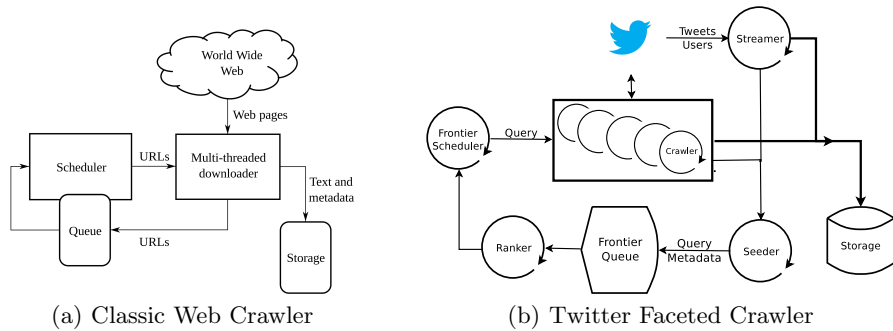 World Wide
Web
Web pages
Scheduler
URLs
Multi-threaded
downloader
Text and
metadata
Queue
URLs
Storage
(a) Classic Web Crawler
Tweets
Users
Streamer
Frontier
Scheduler
Query
Crawler
Ranker
Frontier
Queue
Query
Metadata
Seeder
Storage
(b) Twitter Faceted Crawler